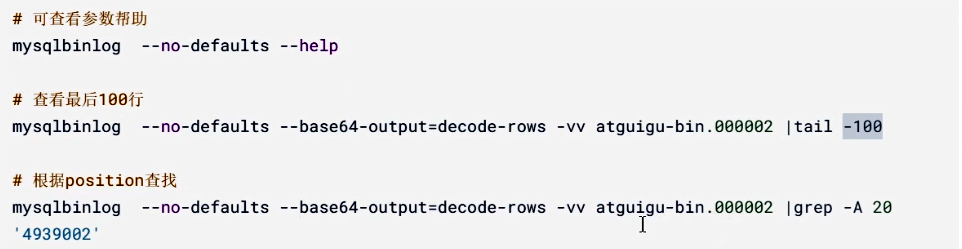 # 可查看参数帮助
mysqlbinlog  --no-defaults --help
# 查看最后100行
mysqlbinlog  --no-defaults --base64-output=decode-rows -vv atguigu-bin.000002 |tail -100
# 根据position查找
mysqlbinlog  --no-defaults --base64-output=decode-rows -vv atguigu-bin.000002 |grep -A 20
'4939002'